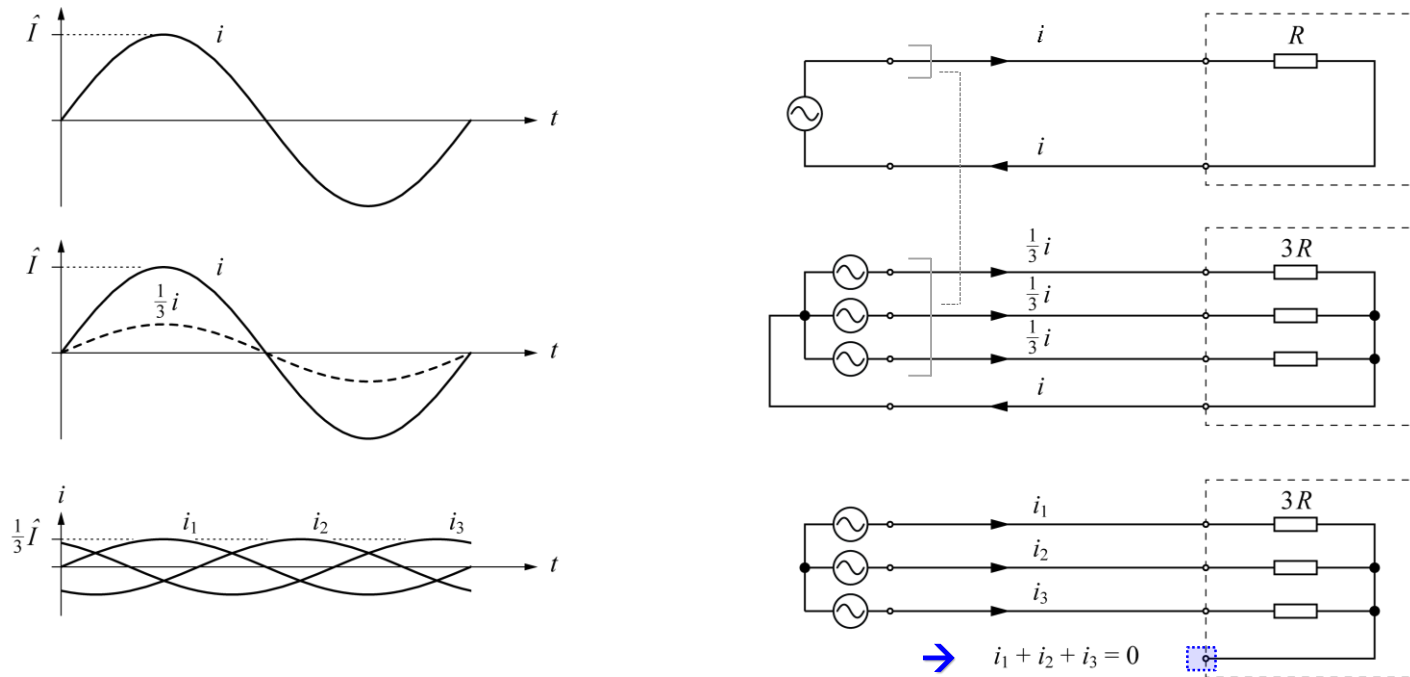 Î
i
t
i
R
i
Î
i
1/3 i
t
1/3 i
1/3 i
1/3 i
i
3R
i
1/3 Î
i₁
i₂
i₃
t
i₁
i₂
i₃
3R
i₁ + i₂ + i₃ = 0